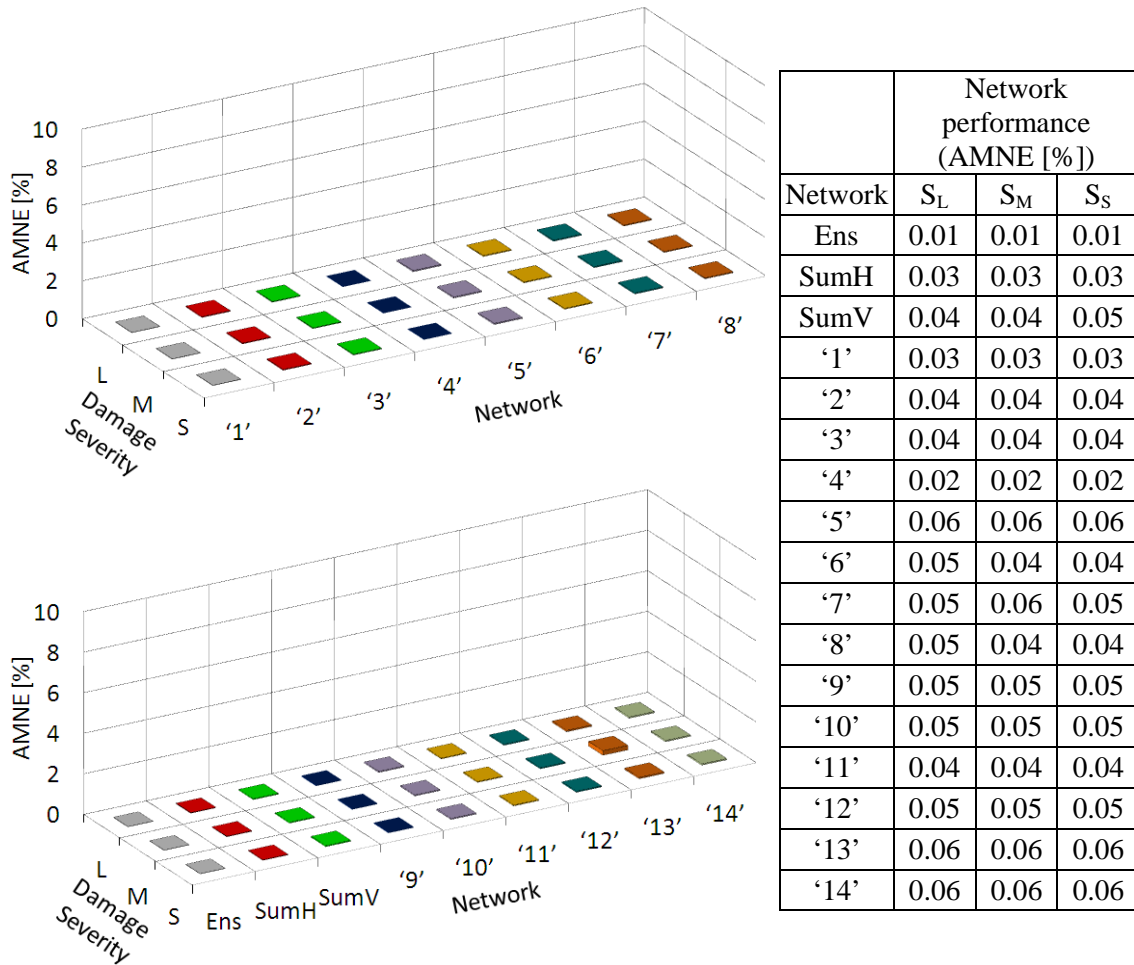 10
8
6
4
2
0
AMNE [%]
L
M
S
Damage
Severity
‘1’
‘2’
‘3’
‘4’
‘5’
‘6’
‘7’
‘8’
Network
10
8
6
4
2
0
AMNE [%]
L
M
S
Damage
Severity
Ens
SumH
SumV
‘9’
‘10’
‘11’
‘12’
‘13’
‘14’
Network
Network
performance
(AMNE [%])
Network S_L S_M S_S
Ens 0.01 0.01 0.01
SumH 0.03 0.03 0.03
SumV 0.04 0.04 0.05
‘1’ 0.03 0.03 0.03
‘2’ 0.04 0.04 0.04
‘3’ 0.04 0.04 0.04
‘4’ 0.02 0.02 0.02
‘5’ 0.06 0.06 0.06
‘6’ 0.05 0.04 0.04
‘7’ 0.05 0.06 0.05
‘8’ 0.05 0.04 0.04
‘9’ 0.05 0.05 0.05
‘10’ 0.05 0.05 0.05
‘11’ 0.04 0.04 0.04
‘12’ 0.05 0.05 0.05
‘13’ 0.06 0.06 0.06
‘14’ 0.06 0.06 0.06